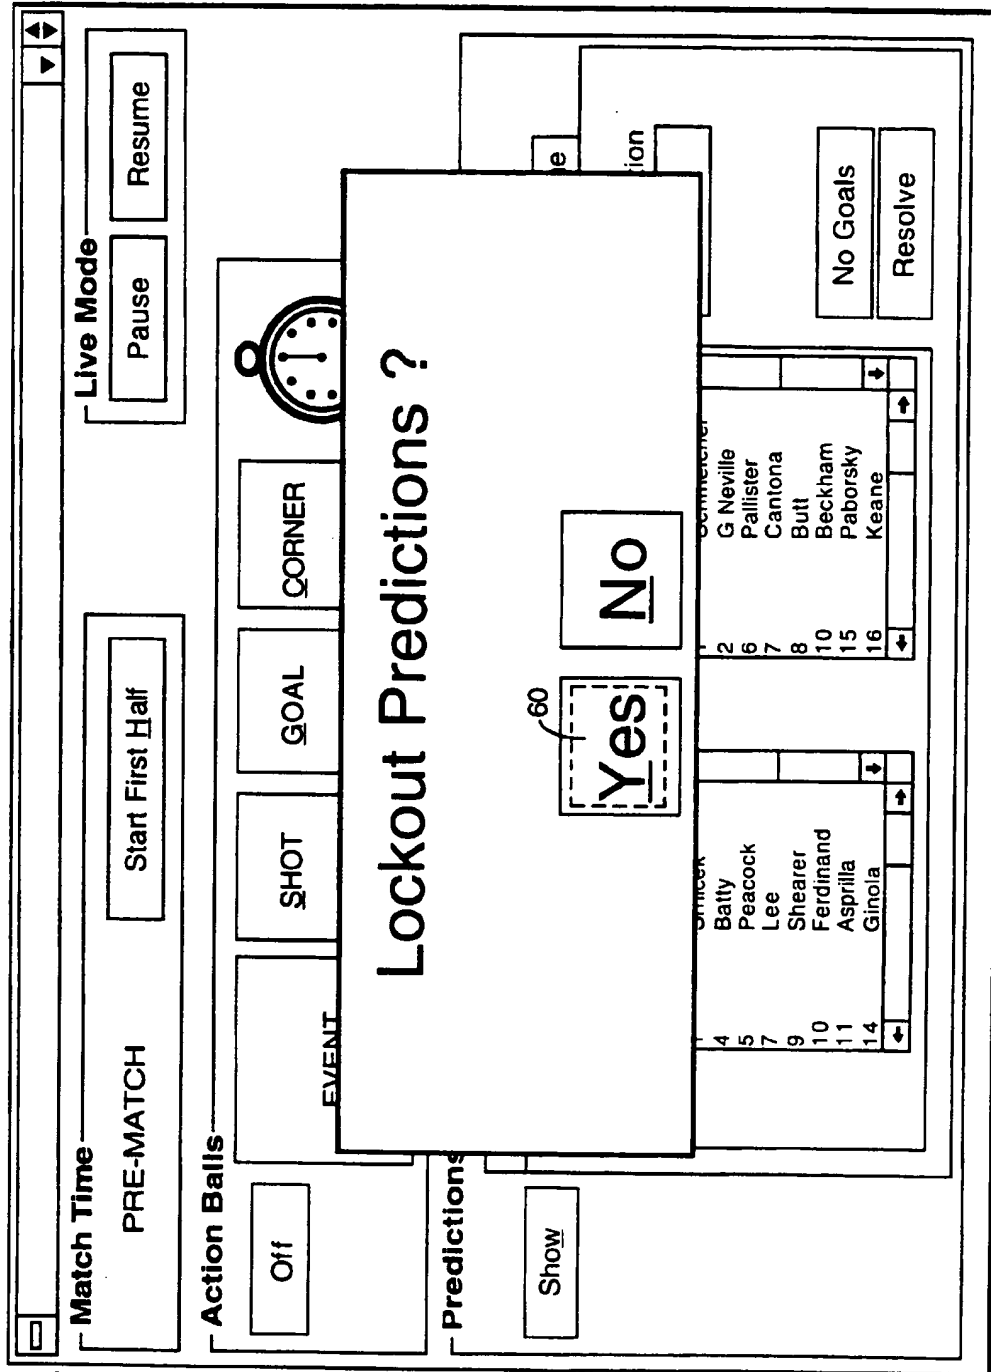 Match Time
PRE-MATCH
Start First Half
Live Mode
Pause
Resume
Action Balls
Off
EVENT
SHOT
GOAL
CORNER
Lockout Predictions ?
60
Yes
No
Predictions
Show
4 Batty
5 Peacock
7 Lee
9 Shearer
10 Ferdinand
11 Asprilla
14 Ginola
2 G Neville
6 Pallister
7 Cantona
8 Butt
10 Beckham
15 Paborsky
16 Keane
No Goals
Resolve